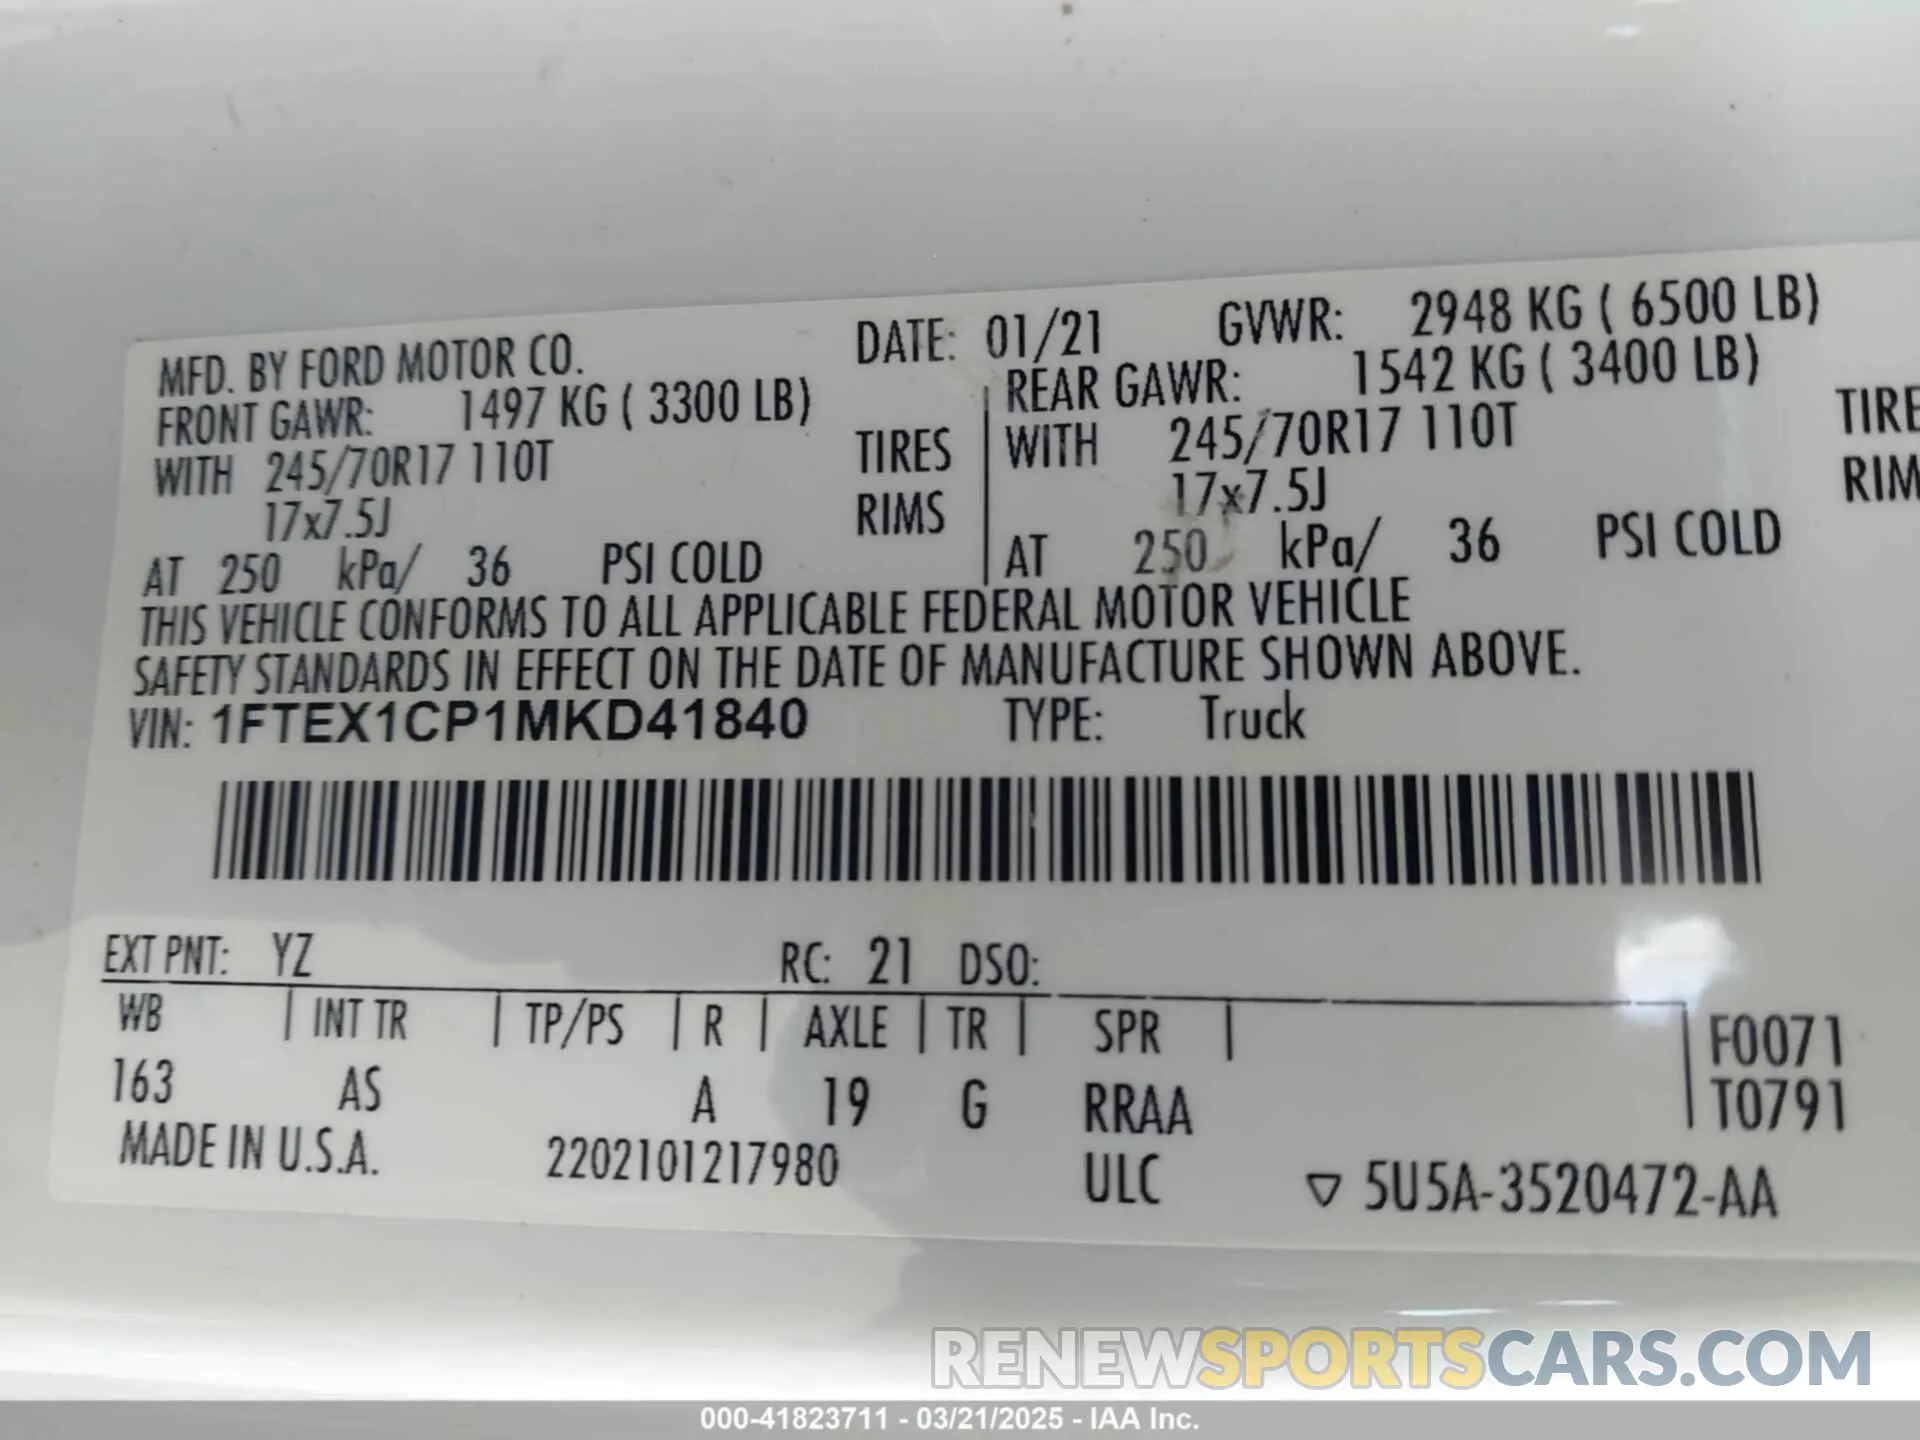 MFD. BY FORD MOTOR CO. DATE: 01/21 GVWR: 2948 KG ( 6500 LB)
FRONT GAWR: 1497 KG ( 3300 LB) REAR GAWR: 1542 KG ( 3400 LB)
WITH 245/70R17 110T TIRES WITH 245/70R17 110T TIRE
17x7.5J RIMS 17x7.5J RIM
AT 250 kPa/ 36 PSI COLD AT 250 kPa/ 36 PSI COLD
THIS VEHICLE CONFORMS TO ALL APPLICABLE FEDERAL MOTOR VEHICLE
SAFETY STANDARDS IN EFFECT ON THE DATE OF MANUFACTURE SHOWN ABOVE.
VIN: 1FTEX1CP1MKD41840 TYPE: Truck
EXT PNT: YZ RC: 21 DSO:
WB | INT TR | TP/PS | R | AXLE | TR | SPR | F0071
163 AS A 19 G RRAA T0791
MADE IN U.S.A. 2202101217980 ULC ▽ 5U5A-3520472-AA
RENEWSPORTSCARS.COM
000-41823711 - 03/21/2025 - IAA Inc.